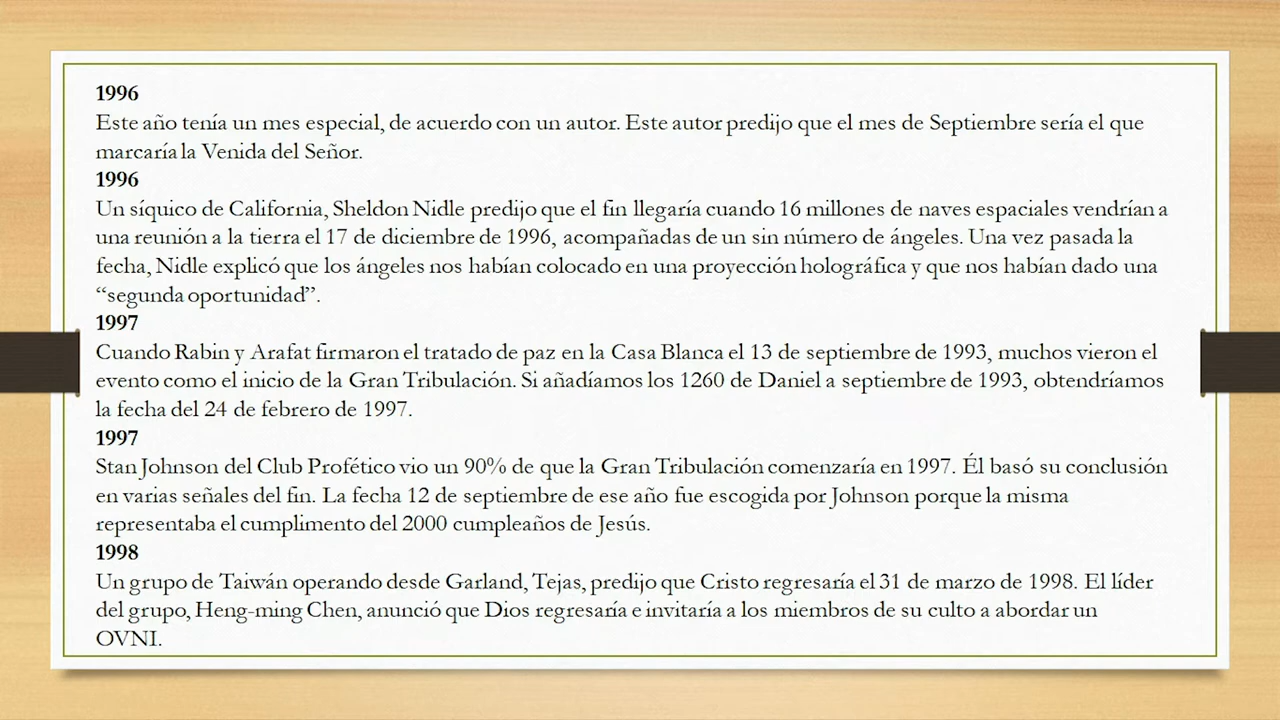 1996
Este año tenía un mes especial, de acuerdo con un autor. Este autor predijo que el mes de Septiembre sería el que
marcaría la Venida del Señor.
1996
Un síquico de California, Sheldon Nidle predijo que el fin llegaría cuando 16 millones de naves espaciales vendrían a
una reunión a la tierra el 17 de diciembre de 1996, acompañadas de un sin número de ángeles. Una vez pasada la
fecha, Nidle explicó que los ángeles nos habían colocado en una proyección holográfica y que nos habían dado una
“segunda oportunidad”.
1997
Cuando Rabin y Arafat firmaron el tratado de paz en la Casa Blanca el 13 de septiembre de 1993, muchos vieron el
evento como el inicio de la Gran Tribulación. Si añadíamos los 1260 de Daniel a septiembre de 1993, obtendríamos
la fecha del 24 de febrero de 1997.
1997
Stan Johnson del Club Profético vio un 90% de que la Gran Tribulación comenzaría en 1997. Él basó su conclusión
en varias señales del fin. La fecha 12 de septiembre de ese año fue escogida por Johnson porque la misma
representaba el cumplimento del 2000 cumpleaños de Jesús.
1998
Un grupo de Taiwán operando desde Garland, Tejas, predijo que Cristo regresaría el 31 de marzo de 1998. El líder
del grupo, Heng-ming Chen, anunció que Dios regresaría e invitaría a los miembros de su culto a abordar un
OVNI.